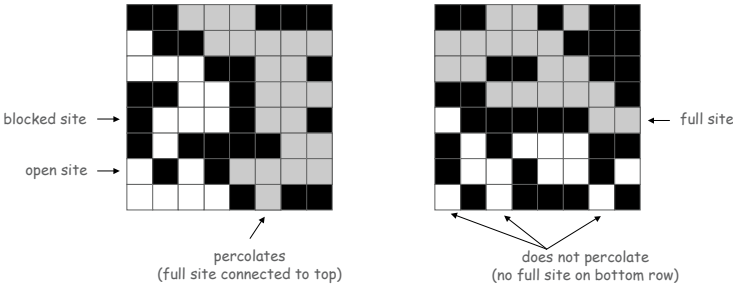 blocked site
full site
open site
percolates
(full site connected to top)
does not percolate
(no full site on bottom row)